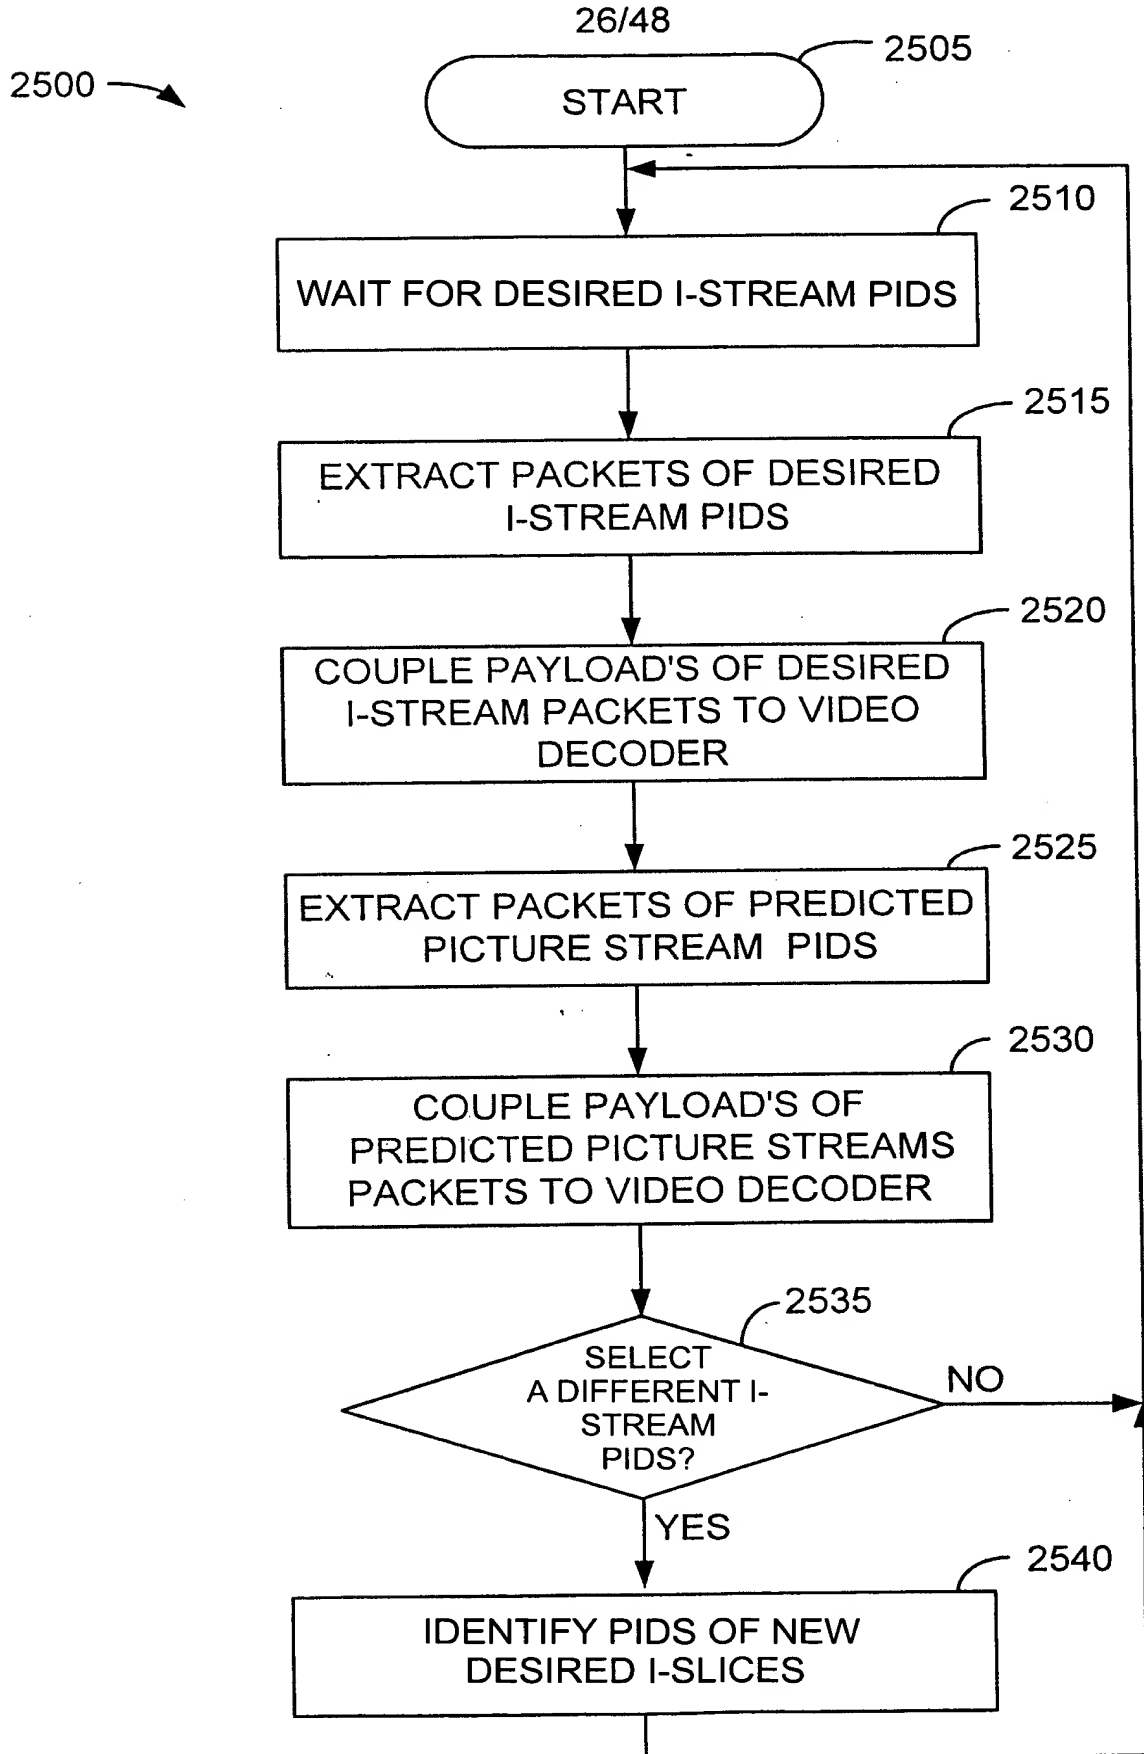 26/48
2505
2500
START
2510
WAIT FOR DESIRED I-STREAM PIDS
2515
EXTRACT PACKETS OF DESIRED
I-STREAM PIDS
2520
COUPLE PAYLOAD'S OF DESIRED
I-STREAM PACKETS TO VIDEO
DECODER
2525
EXTRACT PACKETS OF PREDICTED
PICTURE STREAM PIDS
2530
COUPLE PAYLOAD'S OF
PREDICTED PICTURE STREAMS
PACKETS TO VIDEO DECODER
2535
SELECT
A DIFFERENT I-
STREAM
PIDS?
NO
YES
2540
IDENTIFY PIDS OF NEW
DESIRED I-SLICES